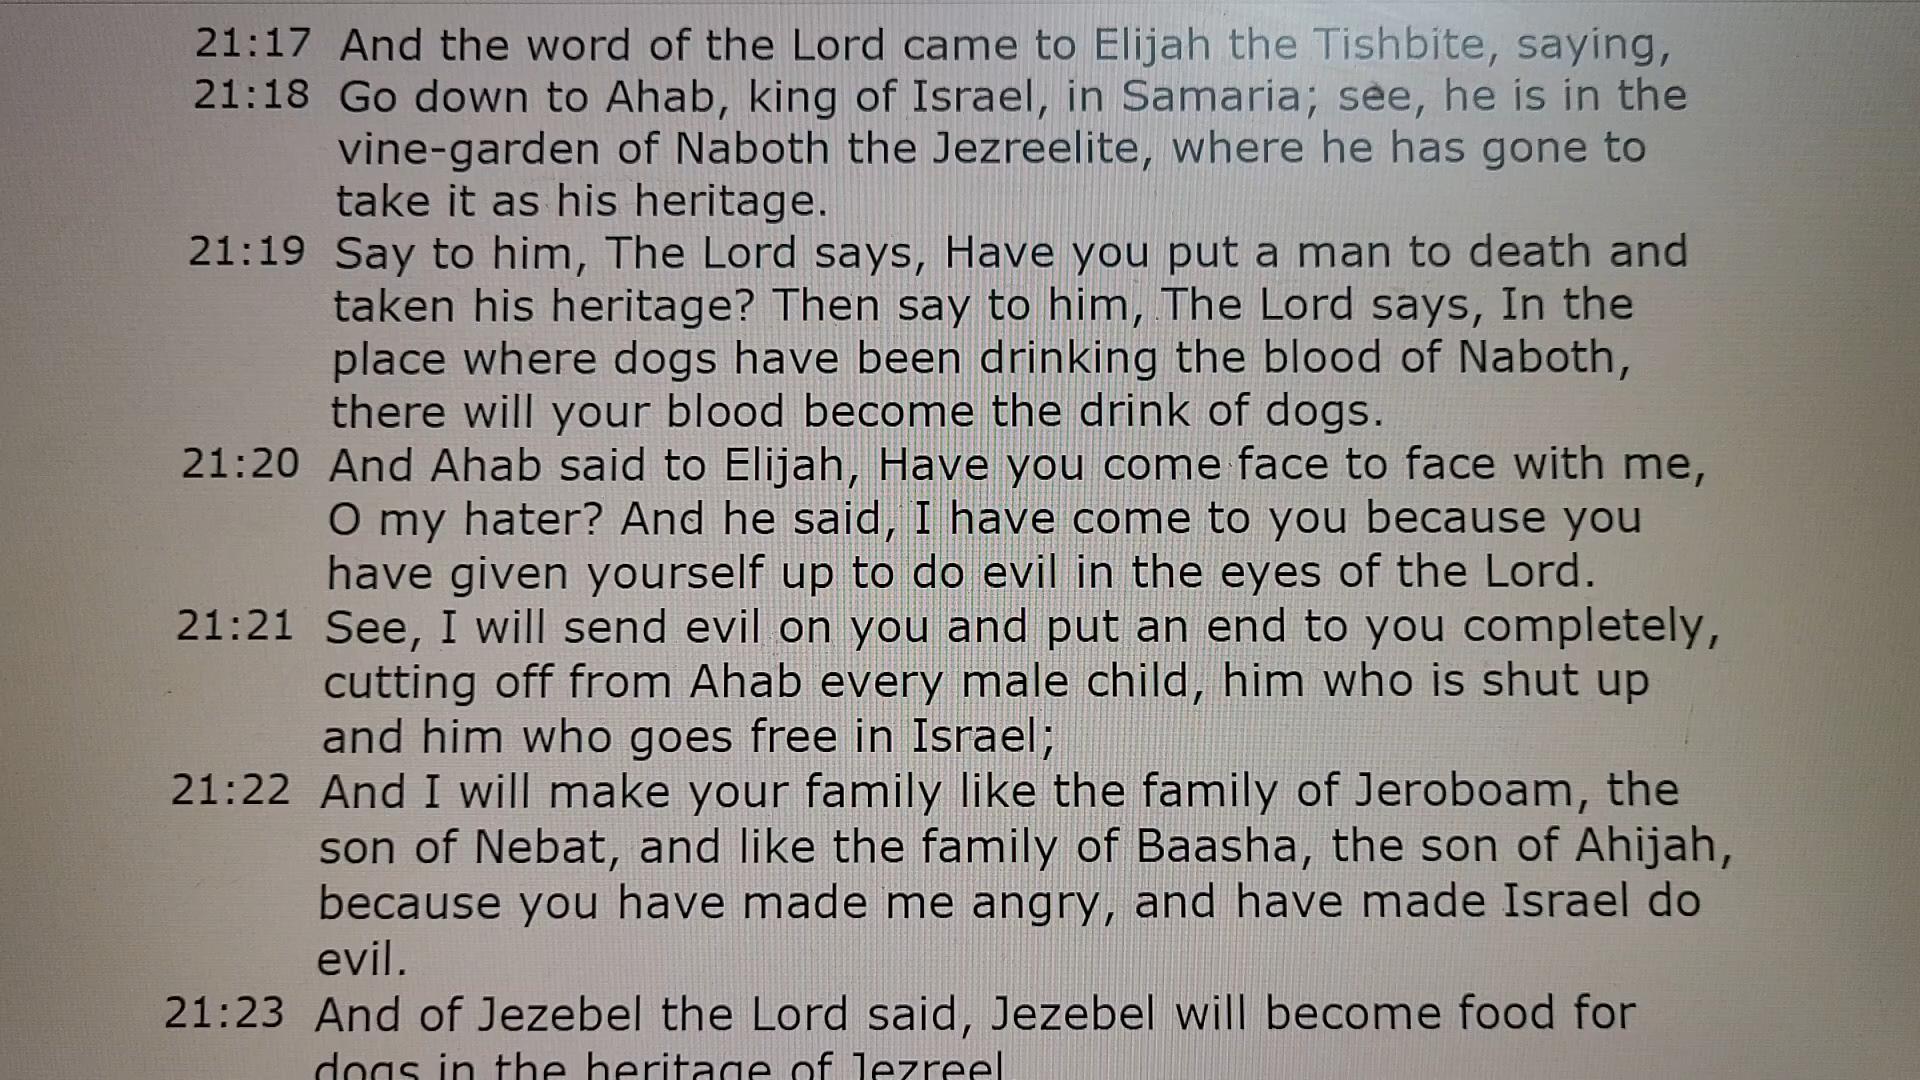 21:17 And the word of the Lord came to Elijah the Tishbite, saying,
21:18 Go down to Ahab, king of Israel, in Samaria; see, he is in the
vine-garden of Naboth the Jezreelite, where he has gone to
take it as his heritage.
21:19 Say to him, The Lord says, Have you put a man to death and
taken his heritage? Then say to him, The Lord says, In the
place where dogs have been drinking the blood of Naboth,
there will your blood become the drink of dogs.
21:20 And Ahab said to Elijah, Have you come face to face with me,
O my hater? And he said, I have come to you because you
have given yourself up to do evil in the eyes of the Lord.
21:21 See, I will send evil on you and put an end to you completely,
cutting off from Ahab every male child, him who is shut up
and him who goes free in Israel;
21:22 And I will make your family like the family of Jeroboam, the
son of Nebat, and like the family of Baasha, the son of Ahijah,
because you have made me angry, and have made Israel do
evil.
21:23 And of Jezebel the Lord said, Jezebel will become food for
dogs in the heritage of Jezreel